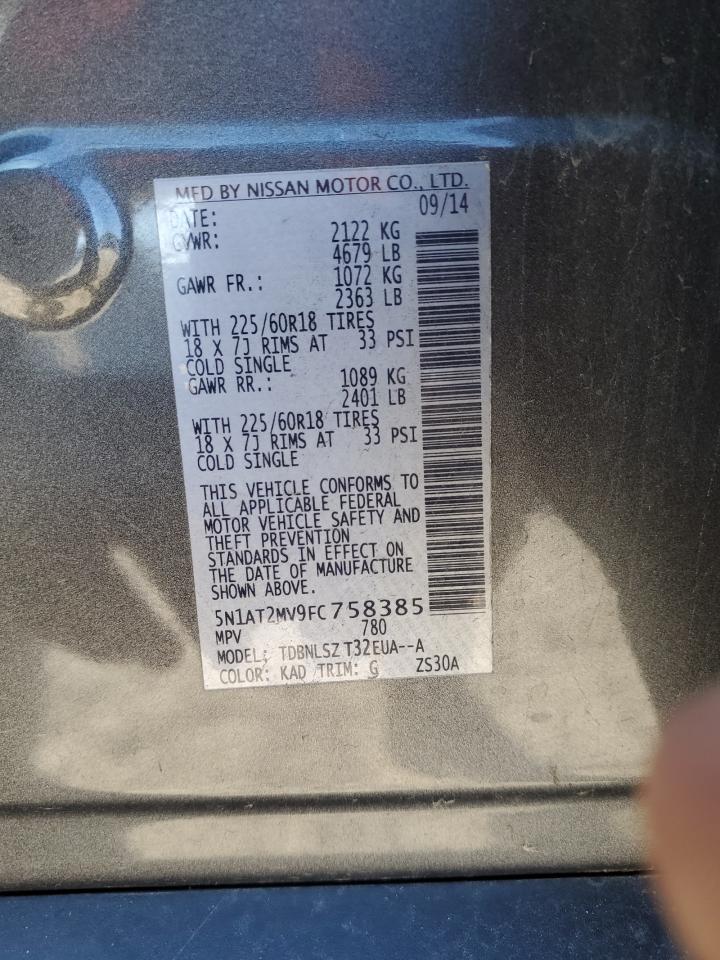 MFD BY NISSAN MOTOR CO., LTD.
DATE: 09/14
GVWR: 2122 KG
4679 LB
GAWR FR.: 1072 KG
2363 LB
WITH 225/60R18 TIRES
18 X 7J RIMS AT 33 PSI
COLD SINGLE
GAWR RR.: 1089 KG
2401 LB
WITH 225/60R18 TIRES
18 X 7J RIMS AT 33 PSI
COLD SINGLE
THIS VEHICLE CONFORMS TO
ALL APPLICABLE FEDERAL
MOTOR VEHICLE SAFETY AND
THEFT PREVENTION
STANDARDS IN EFFECT ON
THE DATE OF MANUFACTURE
SHOWN ABOVE.
5N1AT2MV9FC758385
MPV 780
MODEL: TDBNLSZ T32EUA--A
COLOR: KAD TRIM: G ZS30A